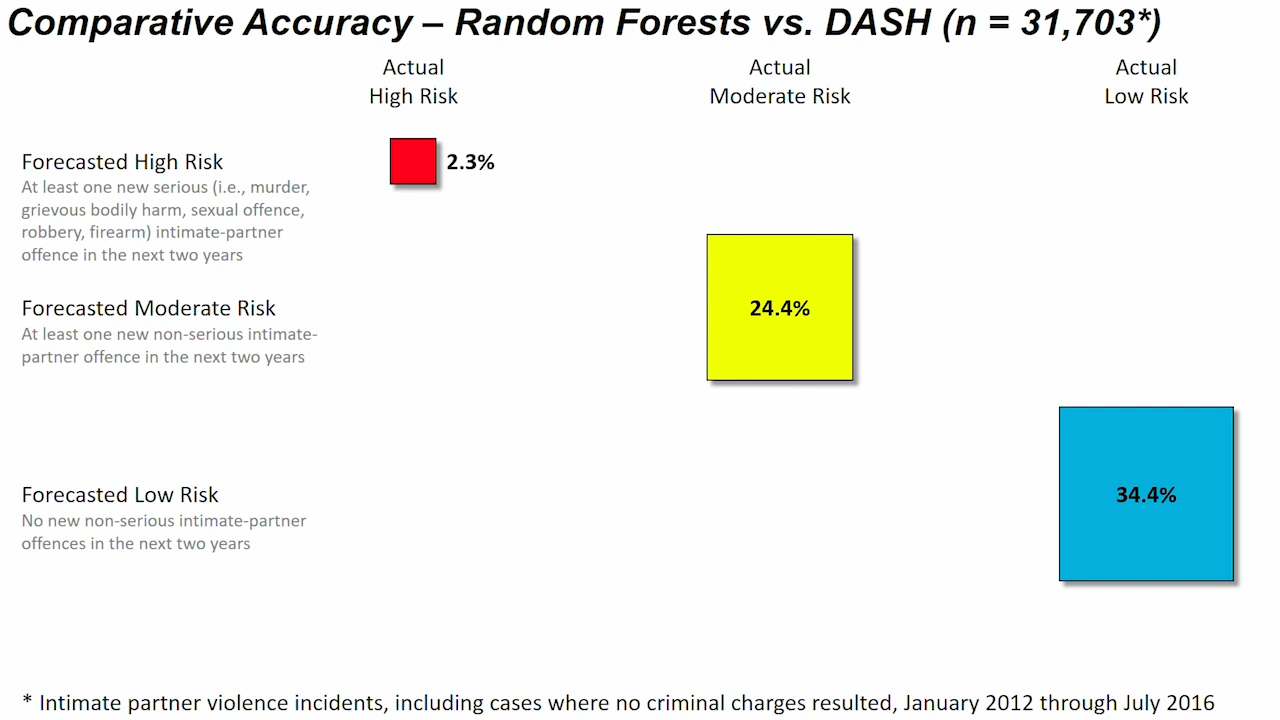 Comparative Accuracy – Random Forests vs. DASH (n = 31,703*)
Actual
High Risk
Actual
Moderate Risk
Actual
Low Risk
Forecasted High Risk
At least one new serious (i.e., murder,
grievous bodily harm, sexual offence,
robbery, firearm) intimate-partner
offence in the next two years
2.3%
Forecasted Moderate Risk
At least one new non-serious intimate-
partner offence in the next two years
24.4%
Forecasted Low Risk
No new non-serious intimate-partner
offences in the next two years
34.4%
* Intimate partner violence incidents, including cases where no criminal charges resulted, January 2012 through July 2016